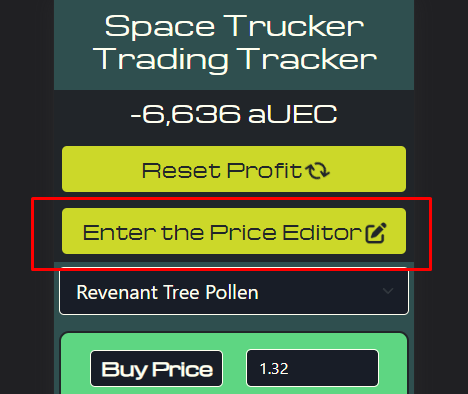 Space Trucker
Trading Tracker
-6,636 aUEC
Reset Profit
Enter the Price Editor
Revenant Tree Pollen
Buy Price 1.32